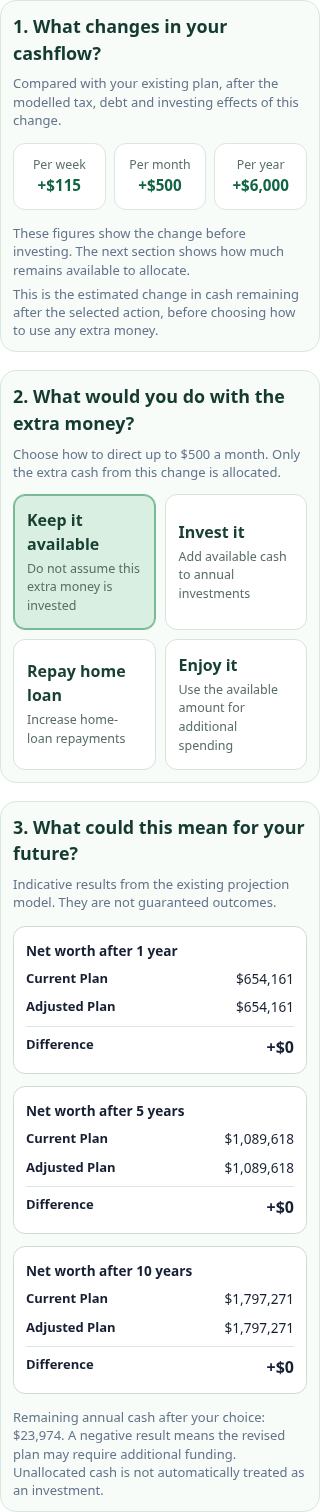 1. What changes in your
cashflow?
Compared with your existing plan, after the
modelled tax, debt and investing effects of this
change.
Per week
+$115
Per month
+$500
Per year
+$6,000
These figures show the change before
investing. The next section shows how much
remains available to allocate.
This is the estimated change in cash remaining
after the selected action, before choosing how
to use any extra money.
2. What would you do with the
extra money?
Choose how to direct up to $500 a month. Only
the extra cash from this change is allocated.
Keep it
available
Do not assume this
extra money is
invested
Invest it
Add available cash
to annual
investments
Repay home
loan
Increase home-
loan repayments
Enjoy it
Use the available
amount for
additional
spending
3. What could this mean for your
future?
Indicative results from the existing projection
model. They are not guaranteed outcomes.
Net worth after 1 year
Current Plan $654,161
Adjusted Plan $654,161
Difference +$0
Net worth after 5 years
Current Plan $1,089,618
Adjusted Plan $1,089,618
Difference +$0
Net worth after 10 years
Current Plan $1,797,271
Adjusted Plan $1,797,271
Difference +$0
Remaining annual cash after your choice:
$23,974. A negative result means the revised
plan may require additional funding.
Unallocated cash is not automatically treated as
an investment.